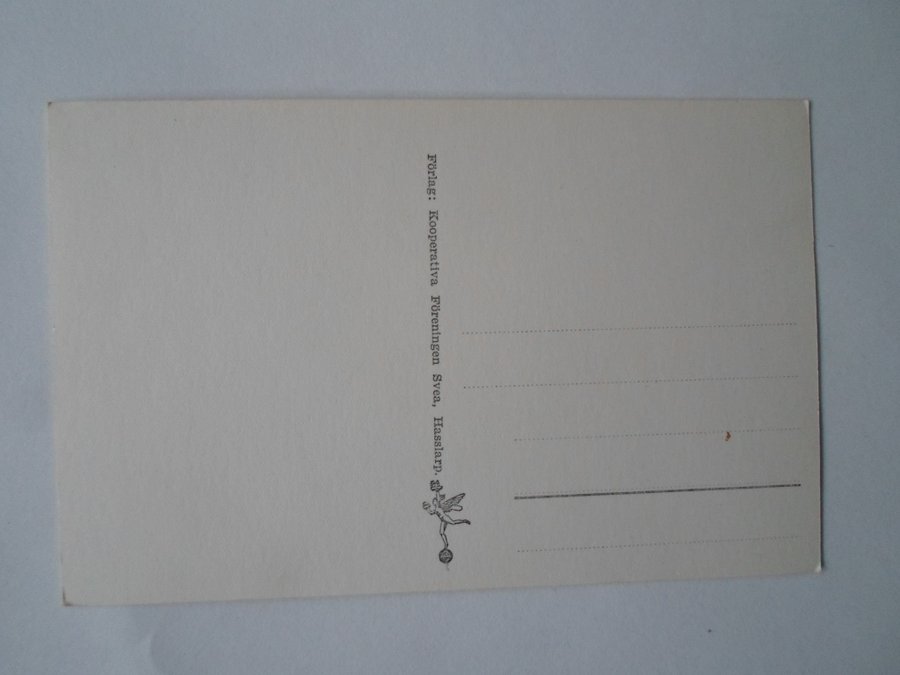 Förlag: Kooperativa Föreningen Svea, Hasslarp.